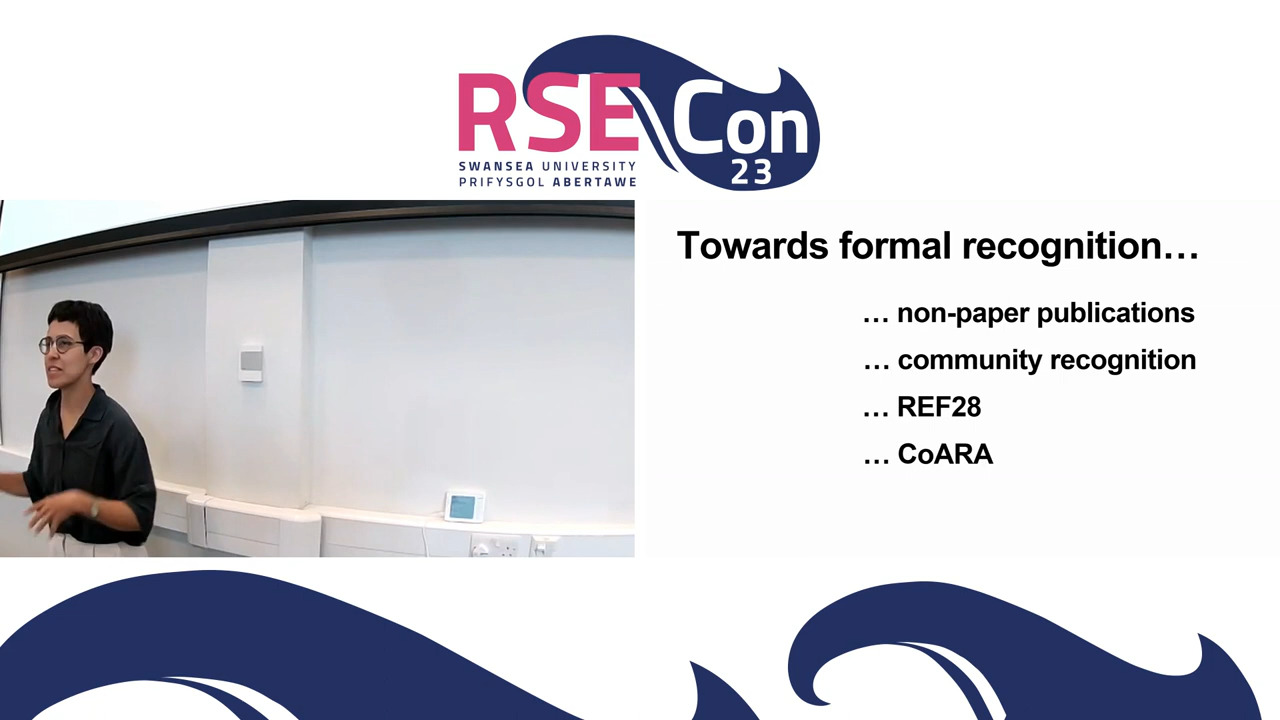 RSE Con
23
SWANSEA UNIVERSITY
PRIFYSGOL ABERTAWE
Towards formal recognition…
… non-paper publications
… community recognition
… REF28
… CoARA